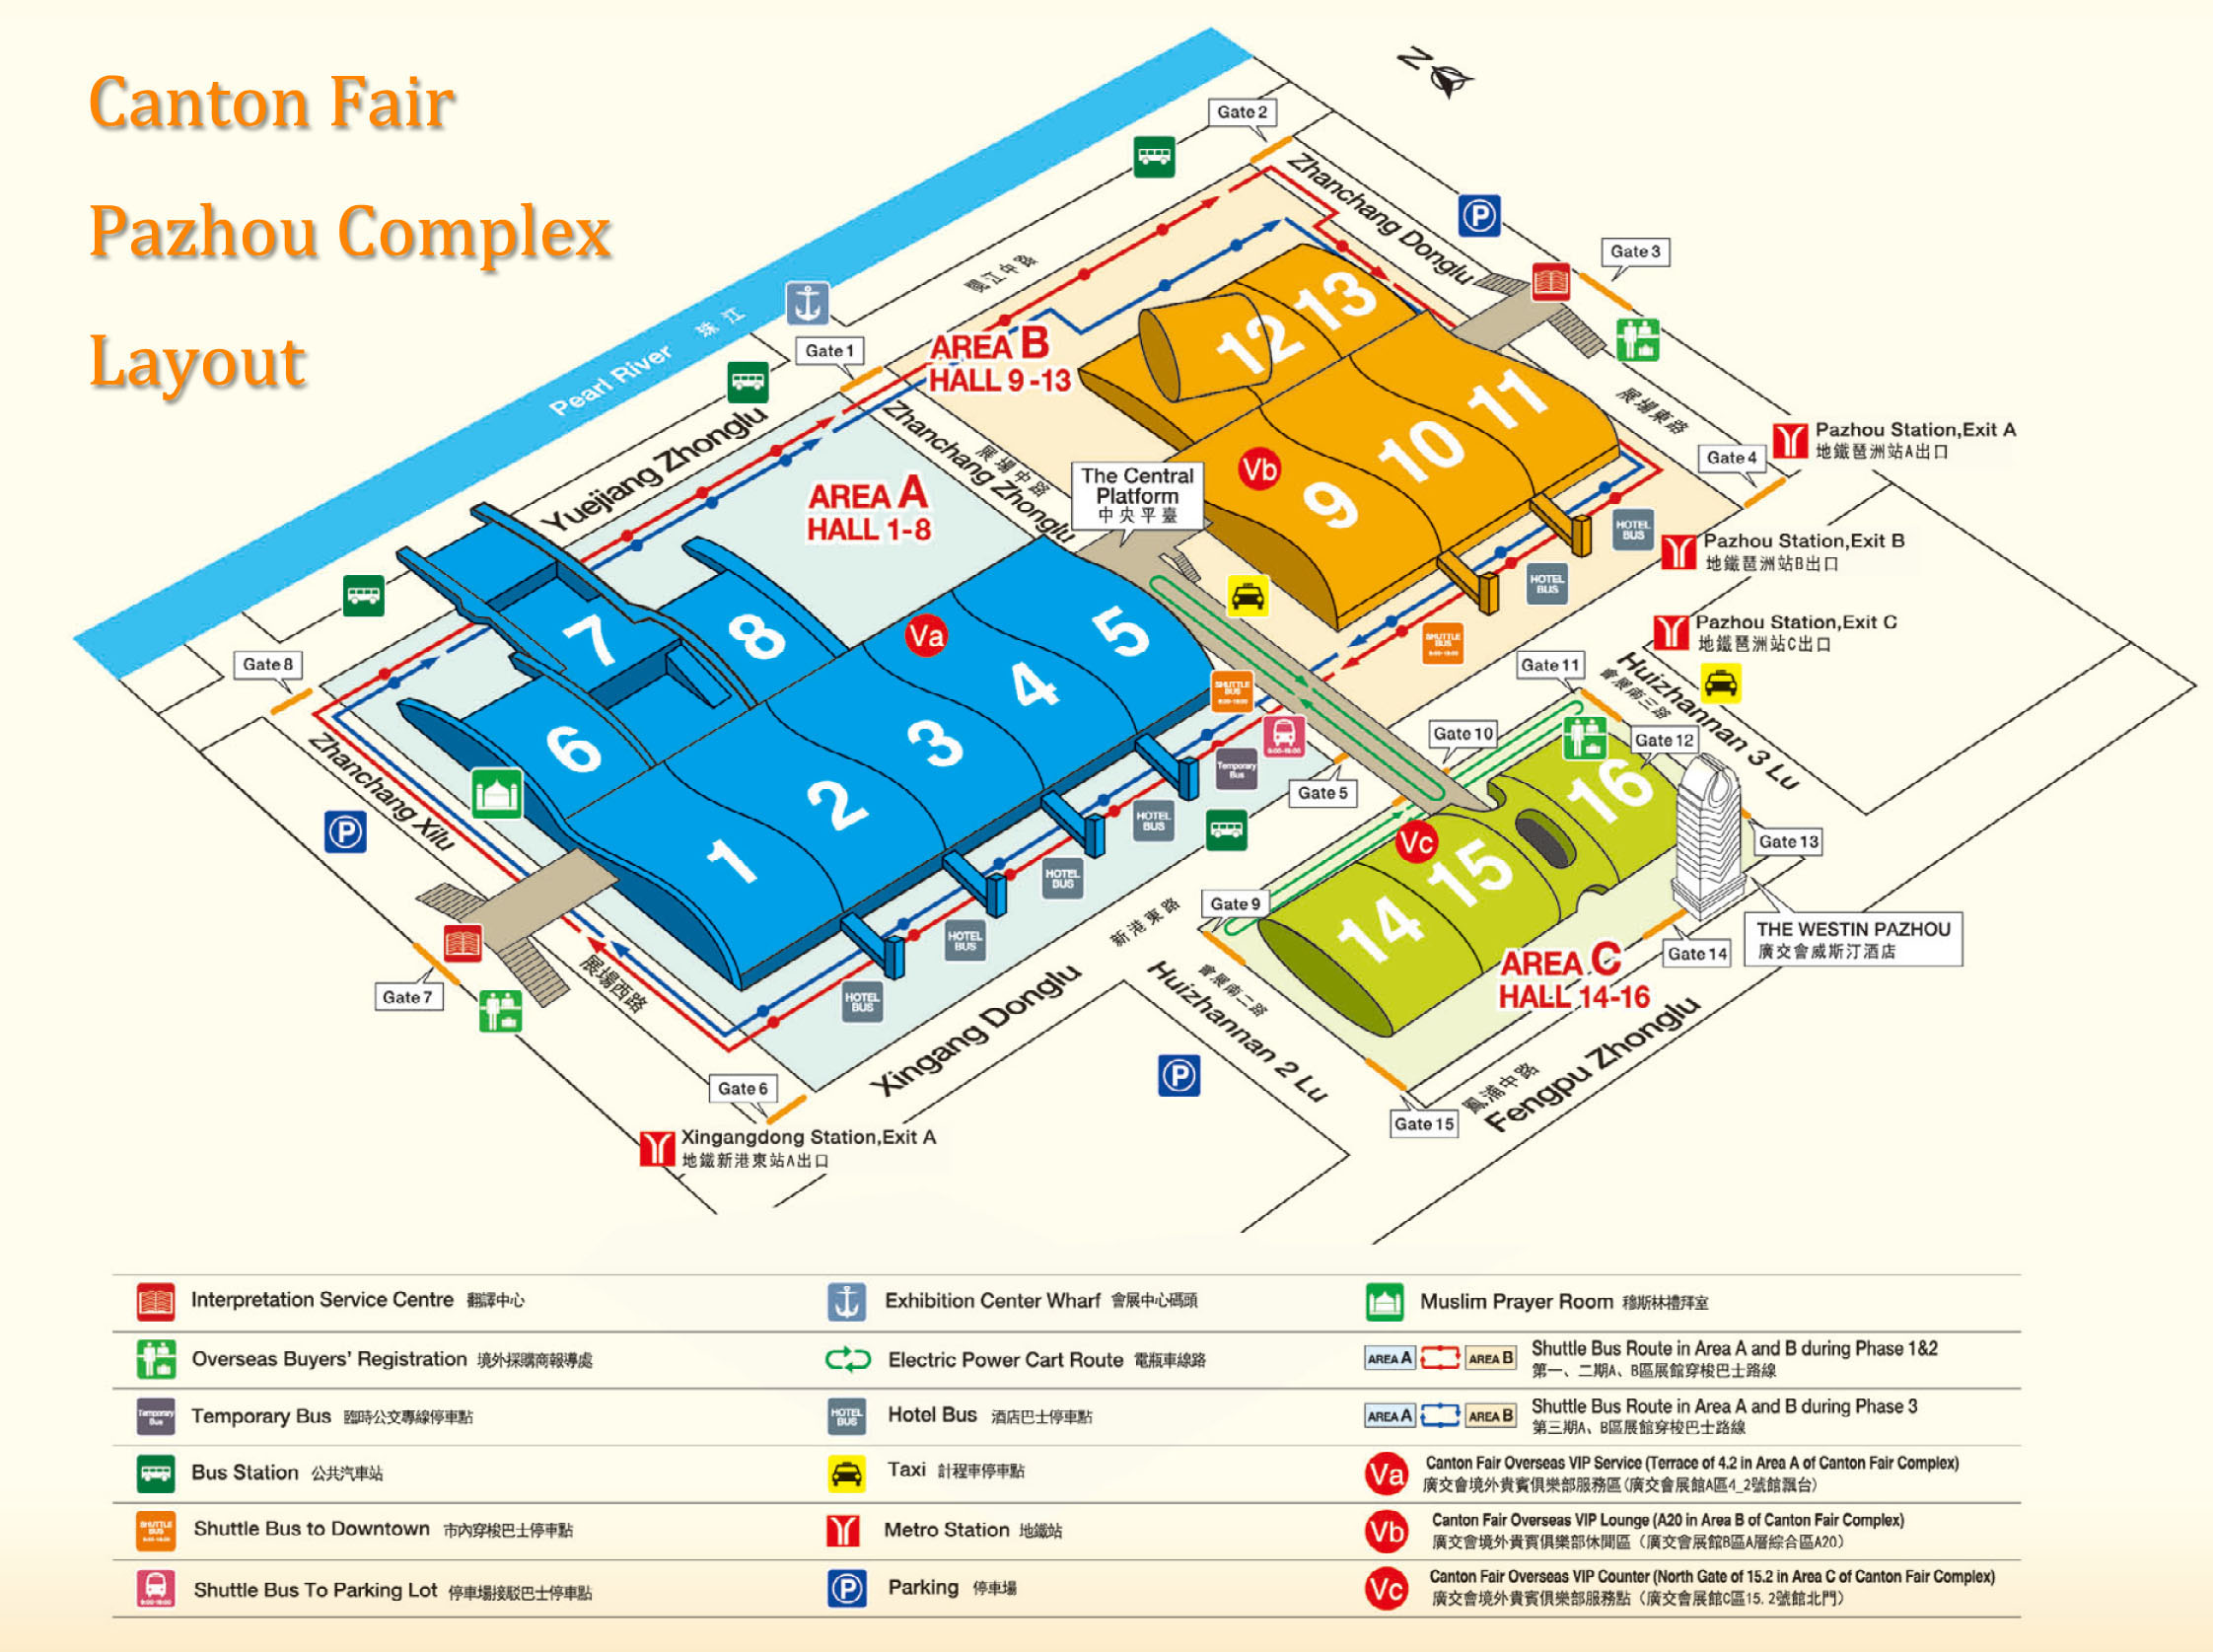 Canton Fair
Pazhou Complex
Layout
N
Gate 2
Zhanchang Donglu
Gate 3
Pearl River 珠江
Gate 1
AREA B
HALL 9-13
12
13
10
11
9
Vb
展場東路
Pazhou Station,Exit A
地鐵琶洲站A出口
Gate 4
HOTEL
BUS
Pazhou Station,Exit B
地鐵琶洲站B出口
HOTEL
BUS
Pazhou Station,Exit C
地鐵琶洲站C出口
Yuejiang Zhonglu
Zhanchang Zhonglu
展場中路
The Central
Platform
中央平臺
AREA A
HALL 1-8
Va
7
8
5
4
3
6
2
1
SHUTTLE
BUS
SHUTTLE
BUS
Gate 8
Zhanchang Xilu
Gate 11
Huizhannan 3 Lu
會展南三路
Gate 12
Gate 10
Gate 5
Temporary
Bus
HOTEL
BUS
HOTEL
BUS
HOTEL
BUS
HOTEL
BUS
16
15
14
Vc
Gate 13
Gate 9
THE WESTIN PAZHOU
廣交會威斯汀酒店
Gate 14
AREA C
HALL 14-16
Gate 7
展場西路
新港東路
Xingang Donglu
會展南二路
Huizhannan 2 Lu
Fengpu Zhonglu
Gate 6
Gate 15
Xingangdong Station,Exit A
地鐵新港東站A出口
Interpretation Service Centre 翻譯中心
Exhibition Center Wharf 會展中心碼頭
Muslim Prayer Room 穆斯林禮拜室
Overseas Buyers' Registration 境外採購商報導處
Electric Power Cart Route 電瓶車線路
AREA A AREA B Shuttle Bus Route in Area A and B during Phase 1&2
第一、二期A、B區展館穿梭巴士路線
Temporary Bus Temporary Bus 臨時公交專線停車點
HOTEL BUS Hotel Bus 酒店巴士停車點
AREA A AREA B Shuttle Bus Route in Area A and B during Phase 3
第三期A、B區展館穿梭巴士路線
Bus Station 公共汽車站
Taxi 計程車停車點
Va Canton Fair Overseas VIP Service (Terrace of 4.2 in Area A of Canton Fair Complex)
廣交會境外貴賓俱樂部服務區(廣交會展館A區4_2號館飄台)
SHUTTLE BUS Shuttle Bus to Downtown 市內穿梭巴士停車點
Metro Station 地鐵站
Vb Canton Fair Overseas VIP Lounge (A20 in Area B of Canton Fair Complex)
廣交會境外貴賓俱樂部休閒區（廣交會展館B區A層綜合區A20）
Shuttle Bus To Parking Lot 停車場接駁巴士停車點
P Parking 停車場
Vc Canton Fair Overseas VIP Counter (North Gate of 15.2 in Area C of Canton Fair Complex)
廣交會境外貴賓俱樂部服務點（廣交會展館C區15.2號館北門）